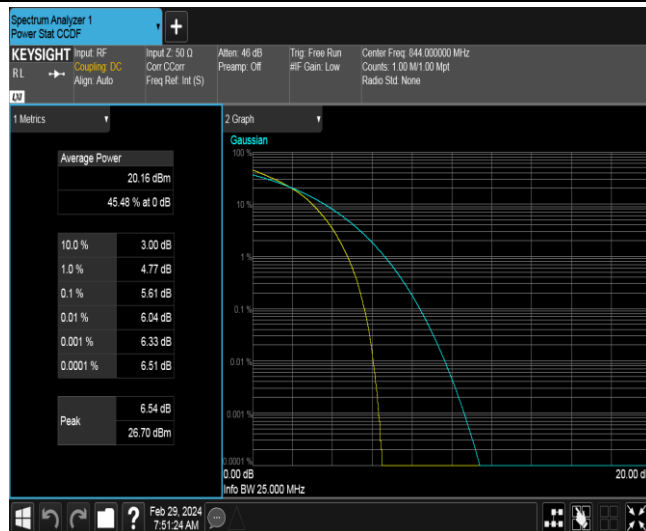 Spectrum Analyzer 1
Power Stat CCDF
+
KEYSIGHT
RL
Input: RF
Coupling: DC
Align: Auto
Input Z: 50 Ω
Corr CCorr
Freq Ref: Int (S)
Atten: 46 dB
Preamp: Off
Trig: Free Run
#IF Gain: Low
Center Freq: 844.000000 MHz
Counts: 1.00 M/1.00 Mpt
Radio Std: None
1 Metrics
Average Power
20.16 dBm
45.48 % at 0 dB
10.0 % 3.00 dB
1.0 % 4.77 dB
0.1 % 5.61 dB
0.01 % 6.04 dB
0.001 % 6.33 dB
0.0001 % 6.51 dB
Peak
6.54 dB
26.70 dBm
2 Graph
Gaussian
100 %
10 %
1 %
0.1 %
0.01 %
0.001 %
0.0001 %
0.00 dB
20.00 d
Info BW 25.000 MHz
?
Feb 29, 2024
7:51:24 AM